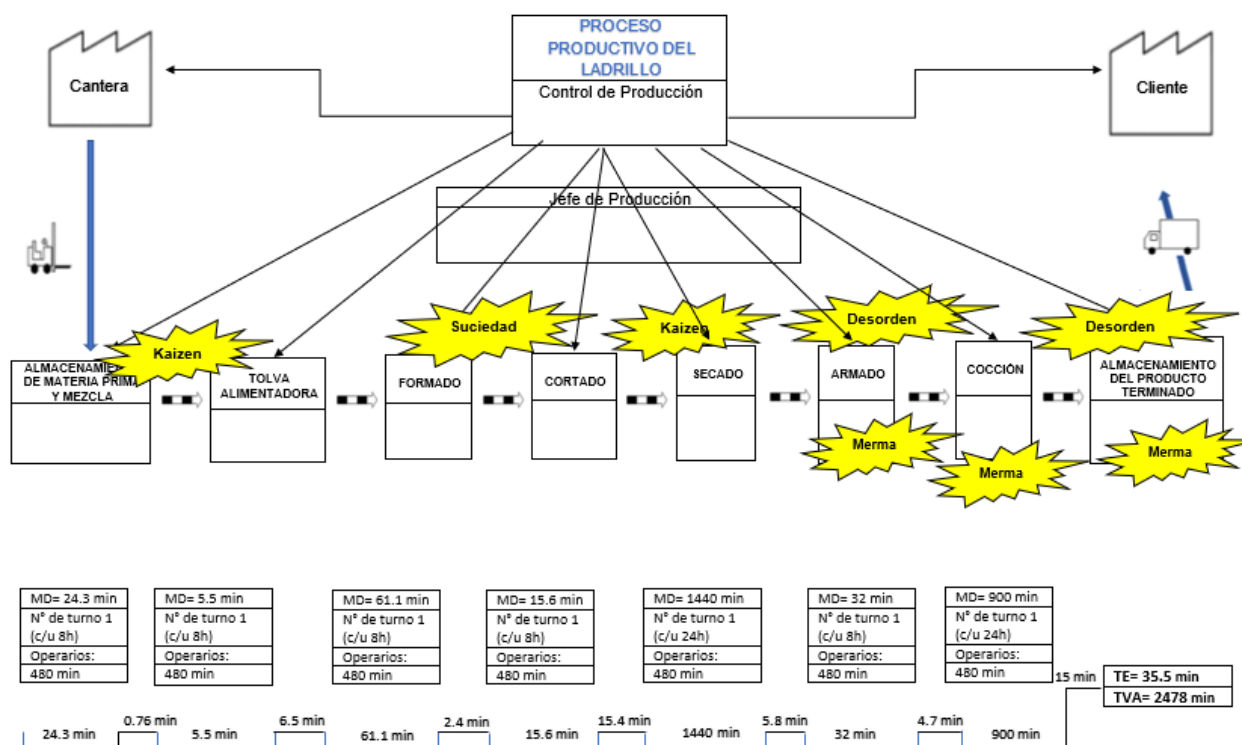 PROCESO
PRODUCTIVO DEL
LADRILLO
Control de Producción
Cantera
Cliente
Jefe de Producción
Kaizen
Suciedad
Kaizen
Desorden
Desorden
ALMACENAMIENTO
DE MATERIA PRIMA
Y MEZCLA
TOLVA
ALIMENTADORA
FORMADO
CORTADO
SECADO
ARMADO
COCCIÓN
ALMACENAMIENTO
DEL PRODUCTO
TERMINADO
Merma
Merma
Merma
MD= 24.3 min
N° de turno 1
(c/u 8h)
Operarios:
480 min
MD= 5.5 min
N° de turno 1
(c/u 8h)
Operarios:
480 min
MD= 61.1 min
N° de turno 1
(c/u 8h)
Operarios:
480 min
MD= 15.6 min
N° de turno 1
(c/u 8h)
Operarios:
480 min
MD= 1440 min
N° de turno 1
(c/u 24h)
Operarios:
480 min
MD= 32 min
N° de turno 1
(c/u 8h)
Operarios:
480 min
MD= 900 min
N° de turno 1
(c/u 24h)
Operarios:
480 min
15 min
TE= 35.5 min
TVA= 2478 min
24.3 min
0.76 min
5.5 min
6.5 min
61.1 min
2.4 min
15.6 min
15.4 min
1440 min
5.8 min
32 min
4.7 min
900 min